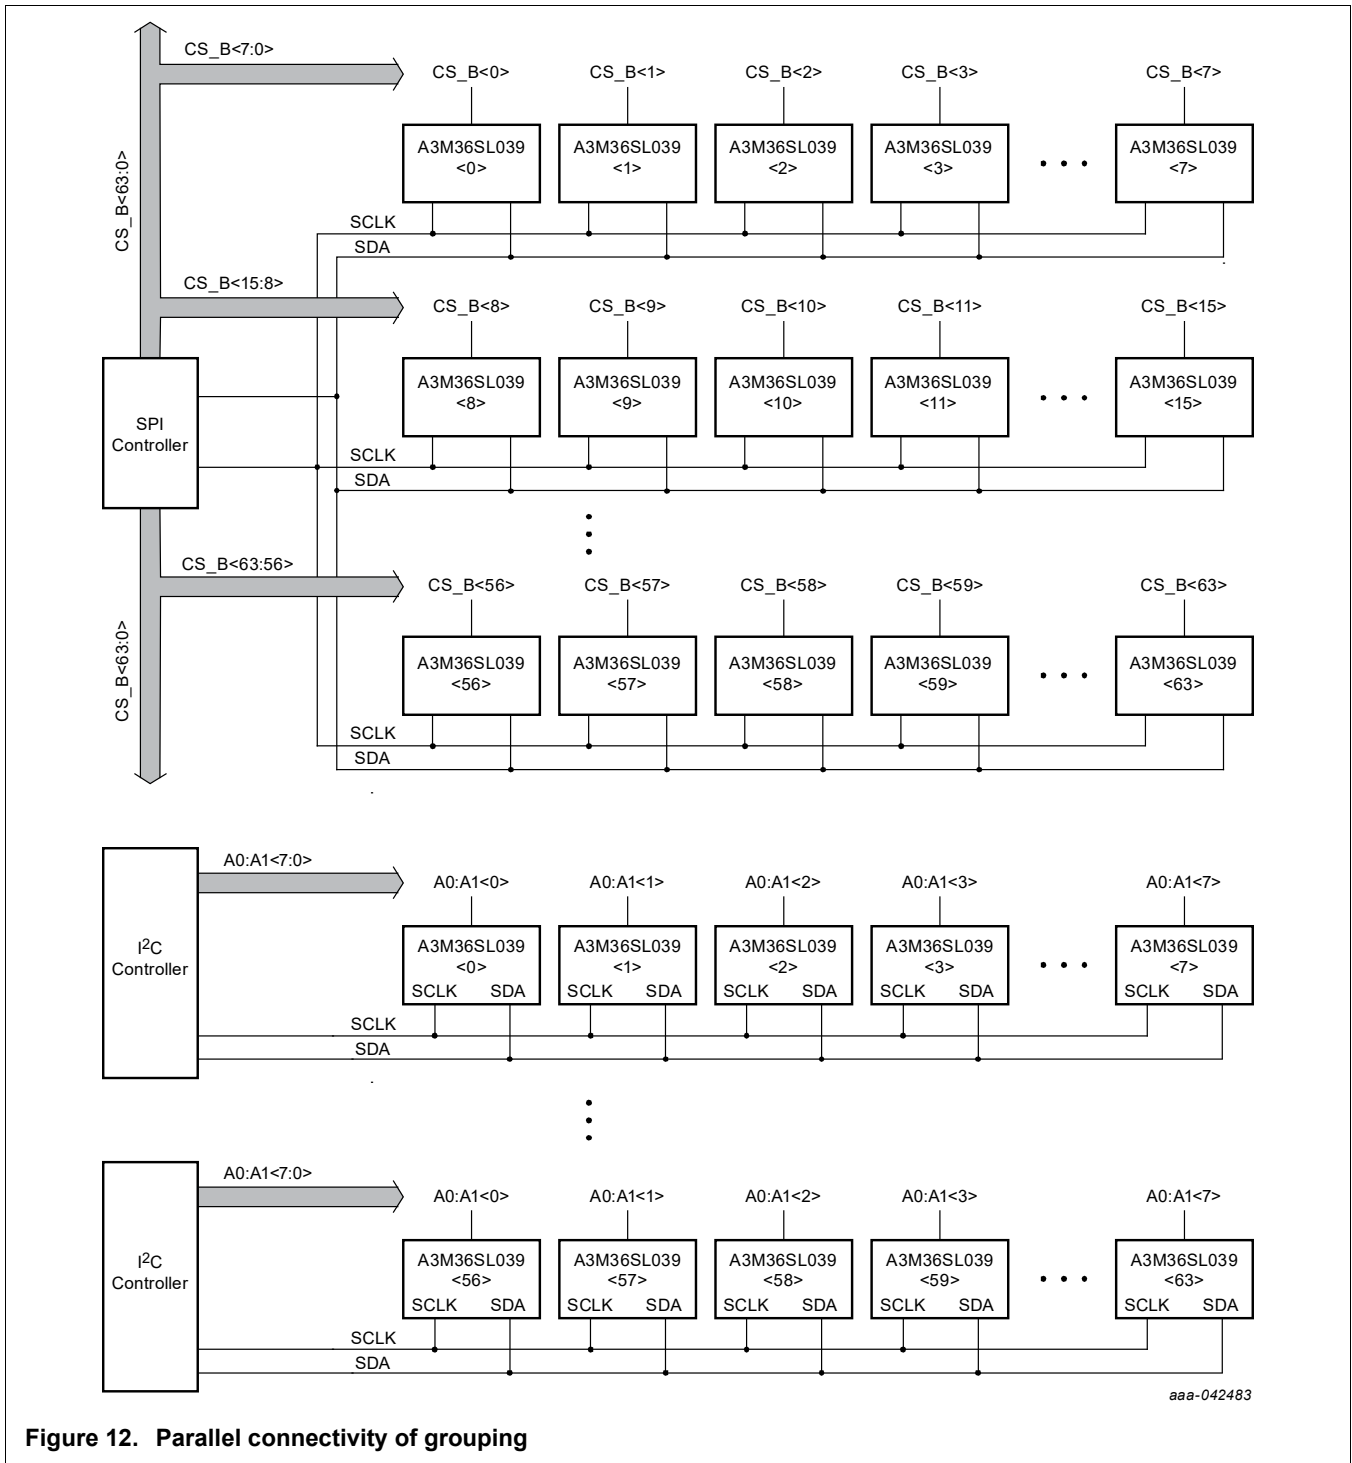 CS_B<7:0>
CS_B<0> CS_B<1> CS_B<2> CS_B<3> CS_B<7>
A3M36SL039 A3M36SL039 A3M36SL039 A3M36SL039 A3M36SL039
<0> <1> <2> <3> • • • <7>
CS_B<63:0>
SCLK
SDA
CS_B<15:8>
CS_B<8> CS_B<9> CS_B<10> CS_B<11> CS_B<15>
A3M36SL039 A3M36SL039 A3M36SL039 A3M36SL039 A3M36SL039
<8> <9> <10> <11> • • • <15>
SPI
Controller
SCLK
SDA
CS_B<63:56>
CS_B<56> CS_B<57> CS_B<58> CS_B<59> CS_B<63>
CS_B<63:0>
A3M36SL039 A3M36SL039 A3M36SL039 A3M36SL039 A3M36SL039
<56> <57> <58> <59> • • • <63>
SCLK
SDA
A0:A1<7:0>
A0:A1<0> A0:A1<1> A0:A1<2> A0:A1<3> A0:A1<7>
I2C
Controller
A3M36SL039 A3M36SL039 A3M36SL039 A3M36SL039 A3M36SL039
<0> <1> <2> <3> • • • <7>
SCLK SDA SCLK SDA SCLK SDA SCLK SDA SCLK SDA
SCLK
SDA
A0:A1<7:0>
A0:A1<0> A0:A1<1> A0:A1<2> A0:A1<3> A0:A1<7>
I2C
Controller
A3M36SL039 A3M36SL039 A3M36SL039 A3M36SL039 A3M36SL039
<56> <57> <58> <59> • • • <63>
SCLK SDA SCLK SDA SCLK SDA SCLK SDA SCLK SDA
SCLK
SDA
aaa-042483
Figure 12. Parallel connectivity of grouping